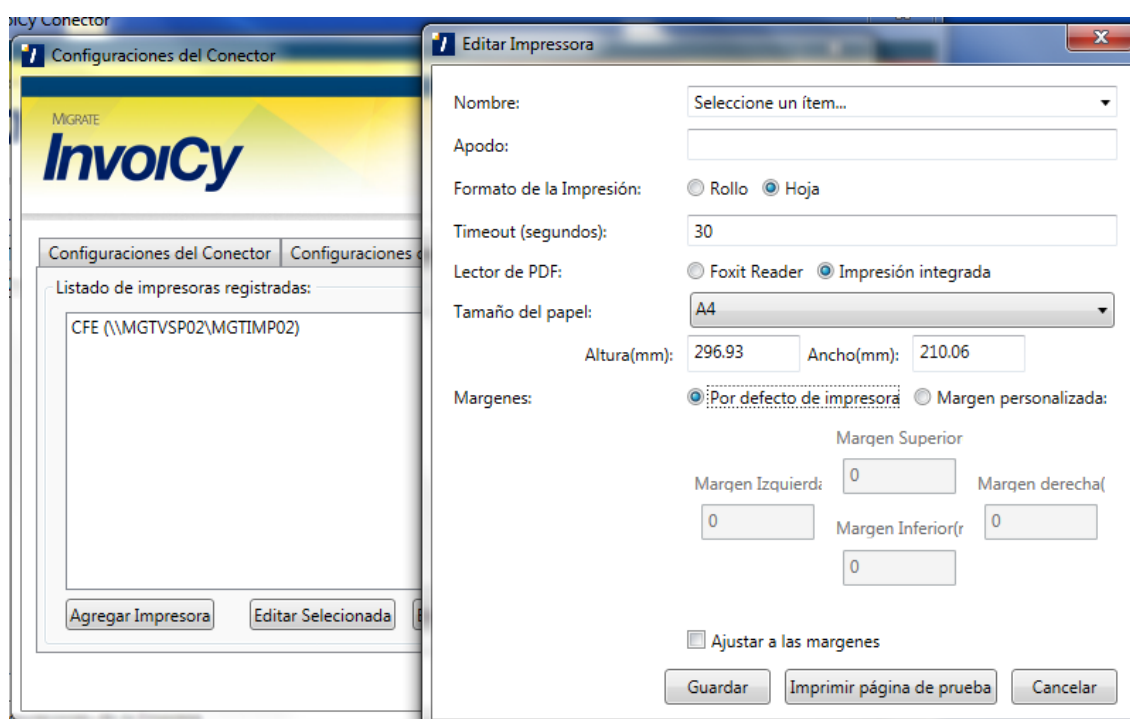 Cy Conector
Configuraciones del Conector
MIGRATE
InvoiCy
Configuraciones del Conector
Configuraciones
Listado de impresoras registradas:
CFE (\\MGTVSP02\MGTIMP02)
Agregar Impresora
Editar Selecionada
Editar Impressora
Nombre:
Seleccione un ítem...
Apodo:
Formato de la Impresión:
Rollo
Hoja
Timeout (segundos):
30
Lector de PDF:
Foxit Reader
Impresión integrada
Tamaño del papel:
A4
Altura(mm):
296.93
Ancho(mm):
210.06
Margenes:
Por defecto de impresora
Margen personalizada:
Margen Superior
0
Margen Izquierda
0
Margen derecha(
0
Margen Inferior(r
0
Ajustar a las margenes
Guardar
Imprimir página de prueba
Cancelar